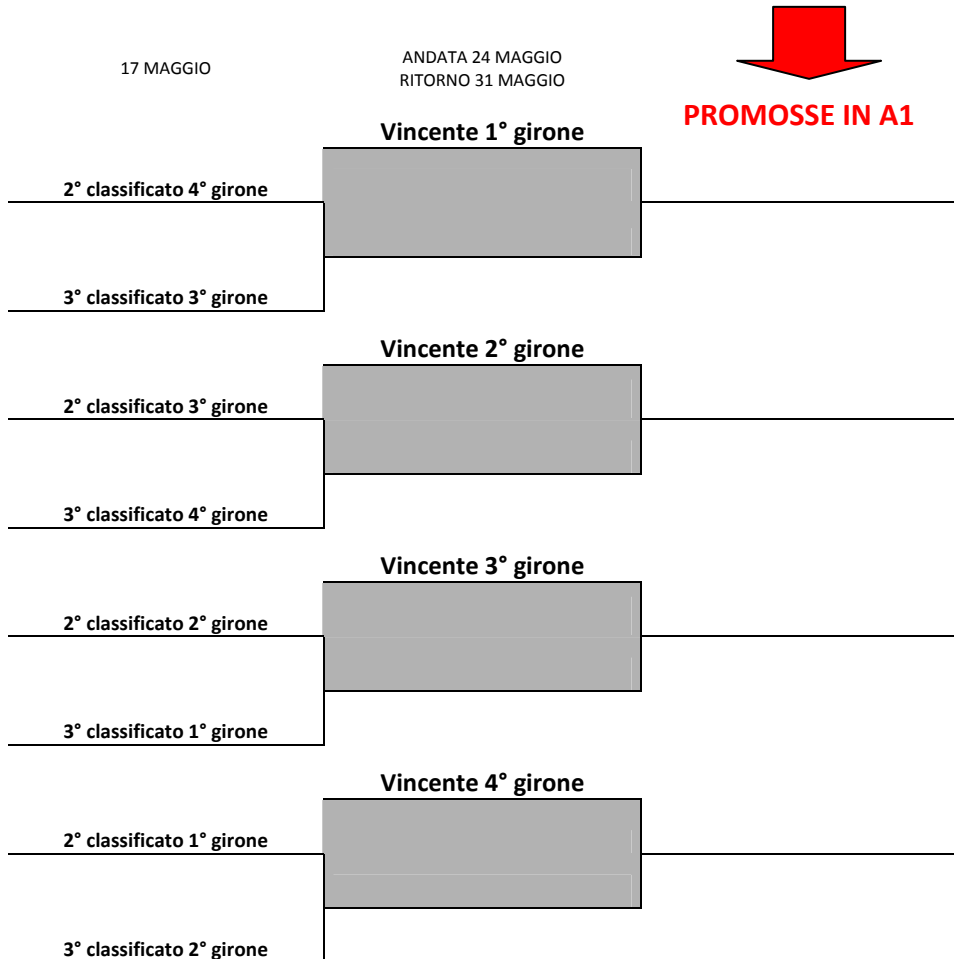 17 MAGGIO
ANDATA 24 MAGGIO
RITORNO 31 MAGGIO
PROMOSSE IN A1
Vincente 1° girone
2° classificato 4° girone
3° classificato 3° girone
Vincente 2° girone
2° classificato 3° girone
3° classificato 4° girone
Vincente 3° girone
2° classificato 2° girone
3° classificato 1° girone
Vincente 4° girone
2° classificato 1° girone
3° classificato 2° girone